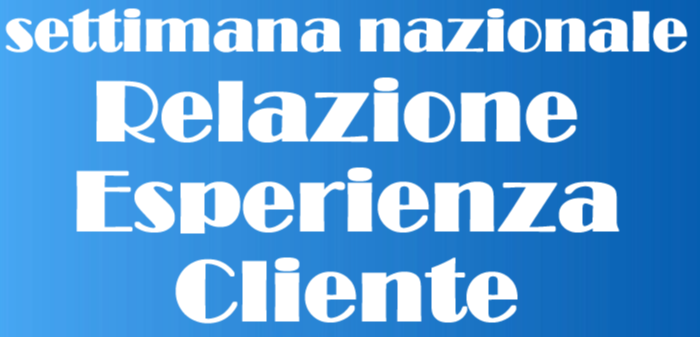 settimana nazionale
Relazione
Esperienza
Cliente